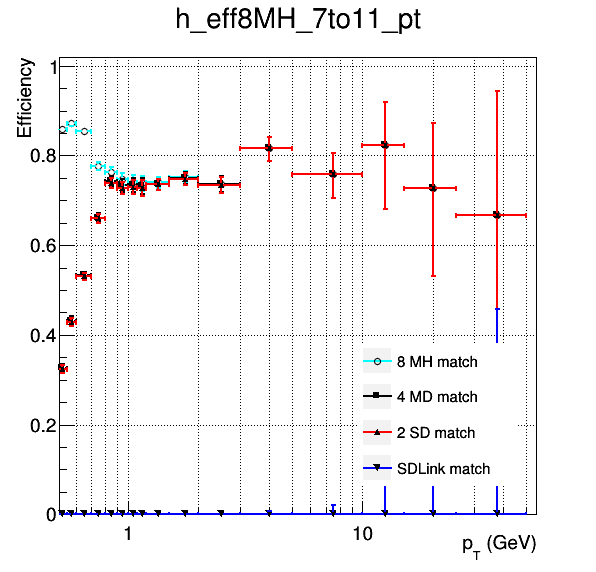 h_eff8MH_7to11_pt
Efficiency
1
0.8
0.6
0.4
0.2
0
8 MH match
4 MD match
2 SD match
SDLink match
1
10
pT (GeV)